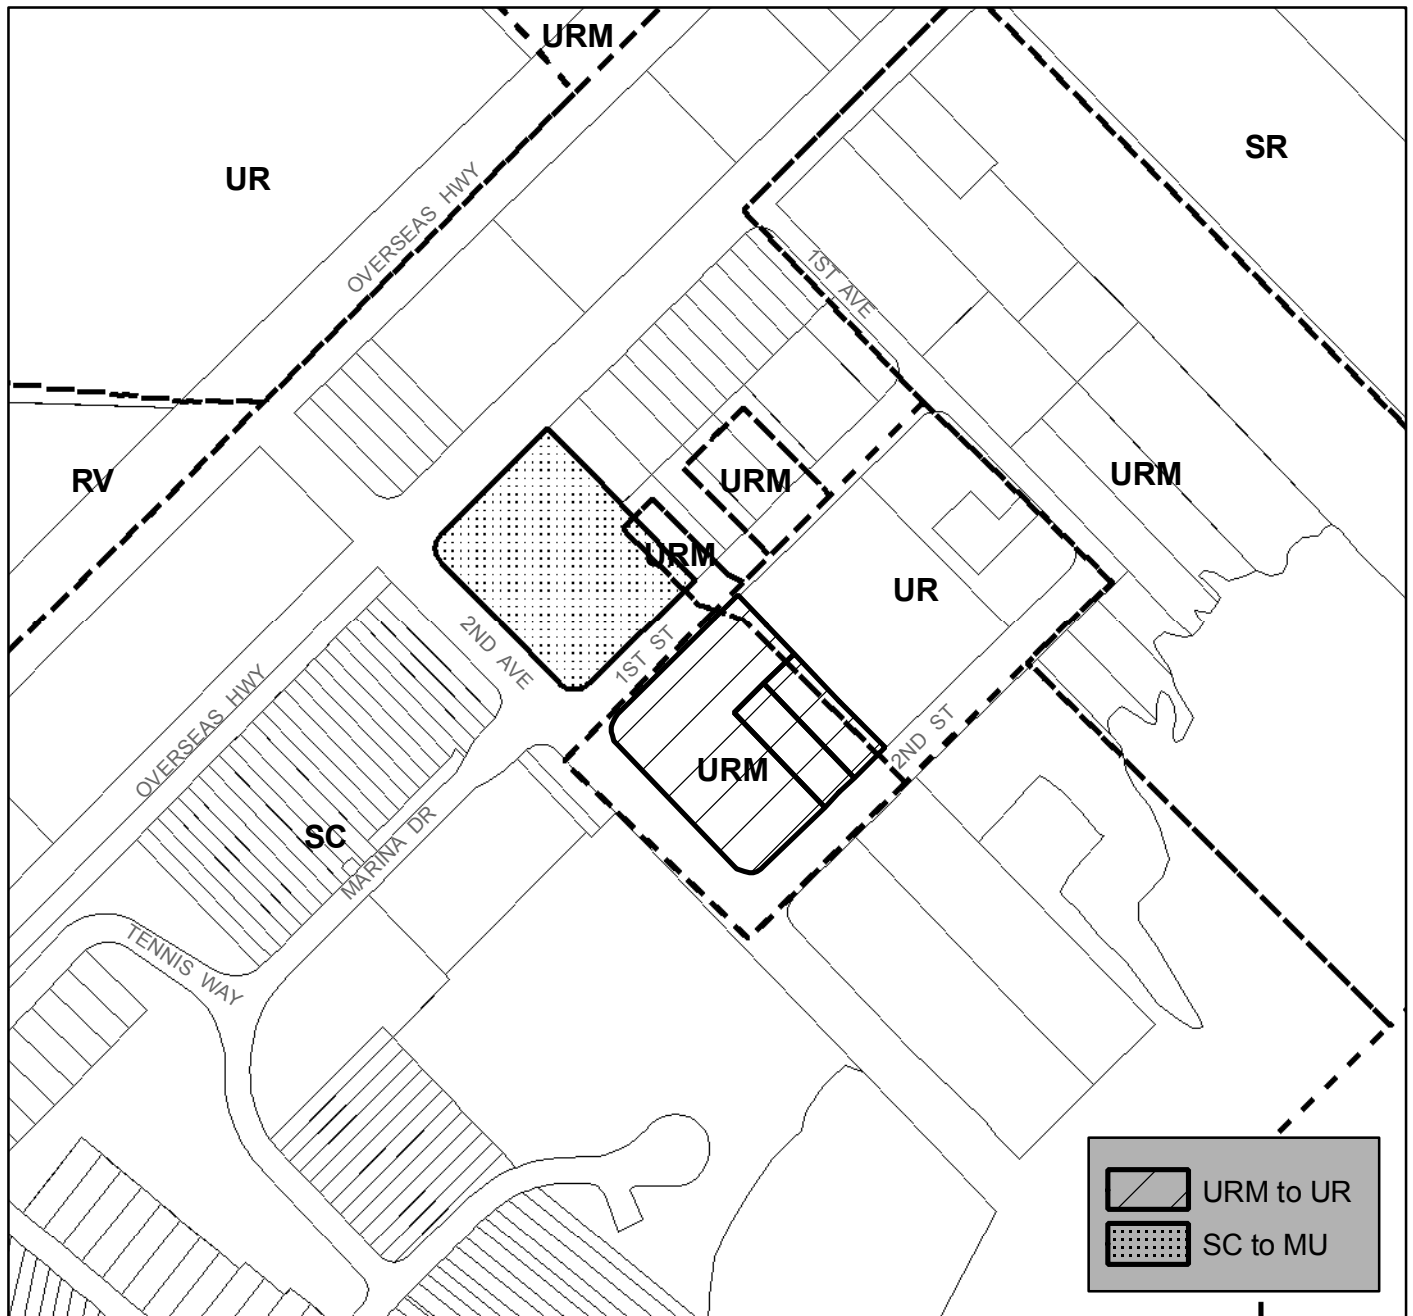 URM
UR
SR
OVERSEAS HWY
1ST AVE
RV
URM
URM
URM
UR
2ND AVE
1ST ST
OVERSEAS HWY
2ND ST
URM
SC
MARINA DR
TENNIS WAY
URM to UR
SC to MU